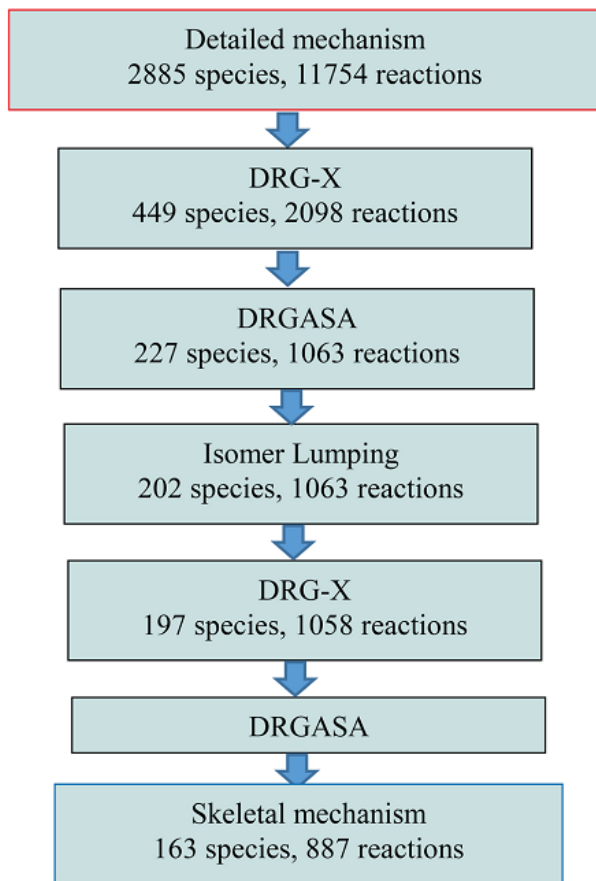 Detailed mechanism
2885 species, 11754 reactions
DRG-X
449 species, 2098 reactions
DRGASA
227 species, 1063 reactions
Isomer Lumping
202 species, 1063 reactions
DRG-X
197 species, 1058 reactions
DRGASA
Skeletal mechanism
163 species, 887 reactions